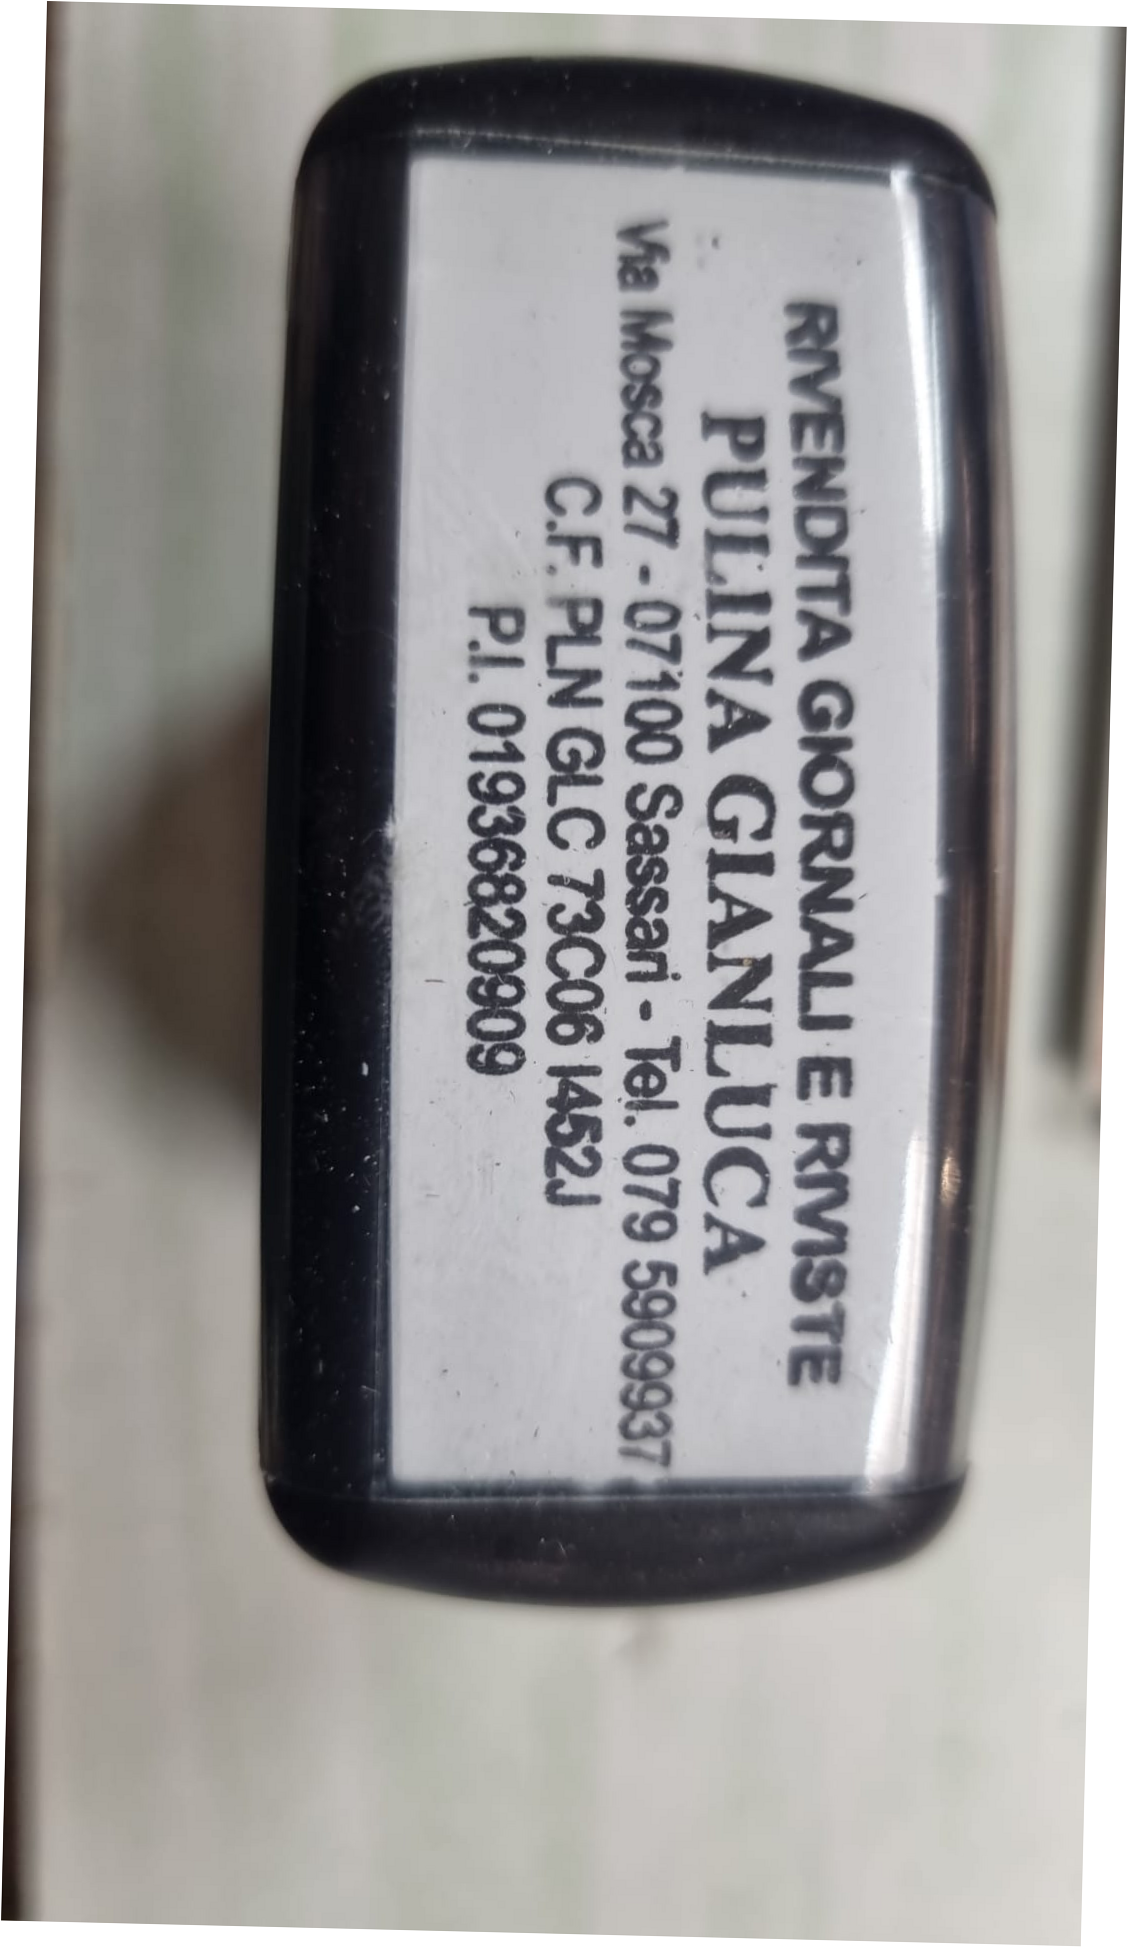 RIVENDITA GIORNALI E RIVISTE
PULINA GIANLUCA
Via Mosca 27 - 07100 Sassari - Tel. 079 5909937
C.F. PLN GLC 73C06 I452J
P.I. 01936820909